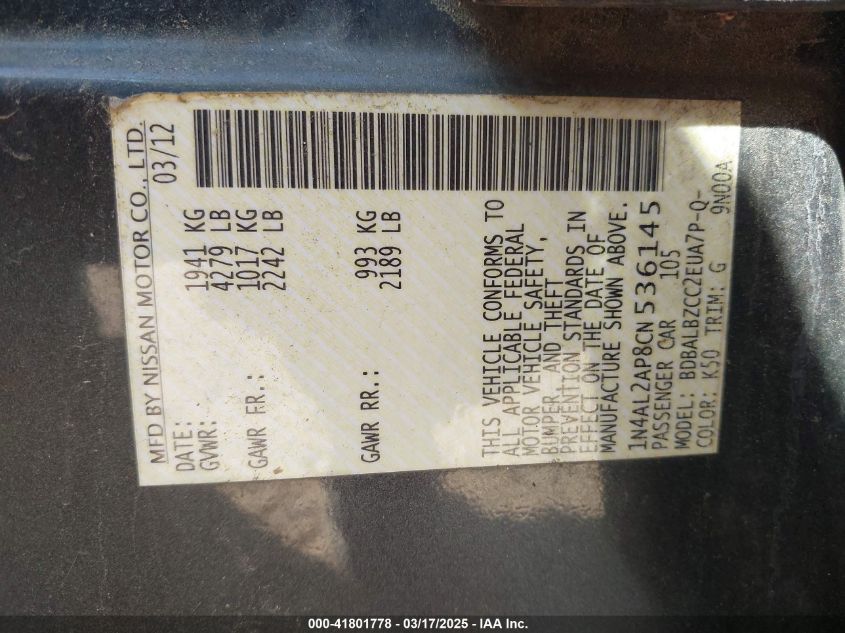 MFD BY NISSAN MOTOR CO., LTD.
DATE: 03/12
GVWR: 1941 KG
4279 LB
GAWR FR.: 1017 KG
2242 LB
GAWR RR.: 993 KG
2189 LB
THIS VEHICLE CONFORMS TO
ALL APPLICABLE FEDERAL
MOTOR VEHICLE SAFETY,
BUMPER, AND THEFT
PREVENTION STANDARDS IN
EFFECT ON THE DATE OF
MANUFACTURE SHOWN ABOVE.
1N4AL2AP8CN536145
PASSENGER CAR 105
MODEL: BDBALBZCC2EUA7P-Q-
COLOR: K50 TRIM: G 9N00A
000-41801778 - 03/17/2025 - IAA Inc.